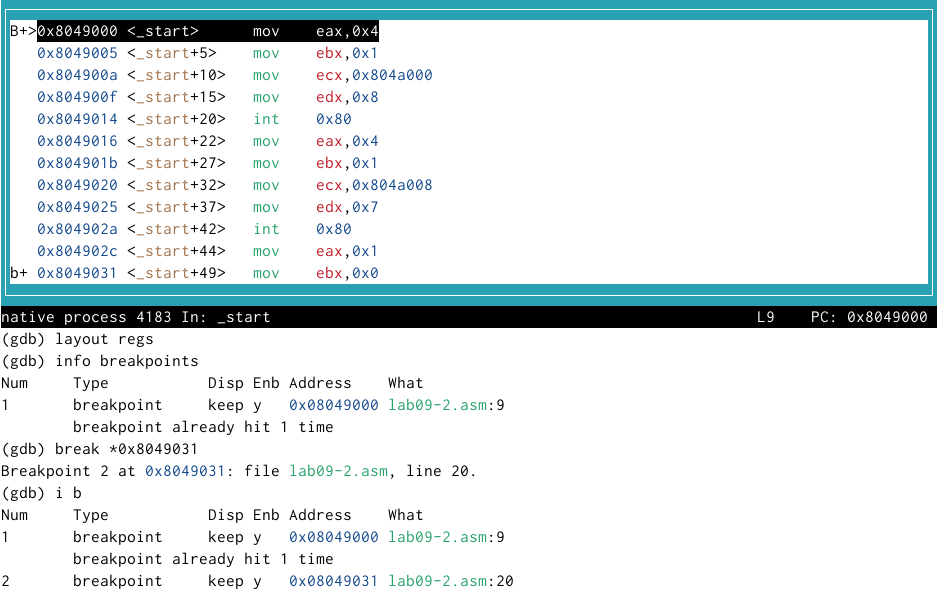 B+>0x8049000 <_start>      mov    eax,0x4
   0x8049005 <_start+5>    mov    ebx,0x1
   0x804900a <_start+10>   mov    ecx,0x804a000
   0x804900f <_start+15>   mov    edx,0x8
   0x8049014 <_start+20>   int    0x80
   0x8049016 <_start+22>   mov    eax,0x4
   0x804901b <_start+27>   mov    ebx,0x1
   0x8049020 <_start+32>   mov    ecx,0x804a008
   0x8049025 <_start+37>   mov    edx,0x7
   0x804902a <_start+42>   int    0x80
   0x804902c <_start+44>   mov    eax,0x1
b+ 0x8049031 <_start+49>   mov    ebx,0x0
native process 4183 In: _start                                                      L9    PC: 0x8049000
(gdb) layout regs
(gdb) info breakpoints
Num     Type           Disp Enb Address    What
1       breakpoint     keep y   0x08049000 lab09-2.asm:9
        breakpoint already hit 1 time
(gdb) break *0x8049031
Breakpoint 2 at 0x8049031: file lab09-2.asm, line 20.
(gdb) i b
Num     Type           Disp Enb Address    What
1       breakpoint     keep y   0x08049000 lab09-2.asm:9
        breakpoint already hit 1 time
2       breakpoint     keep y   0x08049031 lab09-2.asm:20